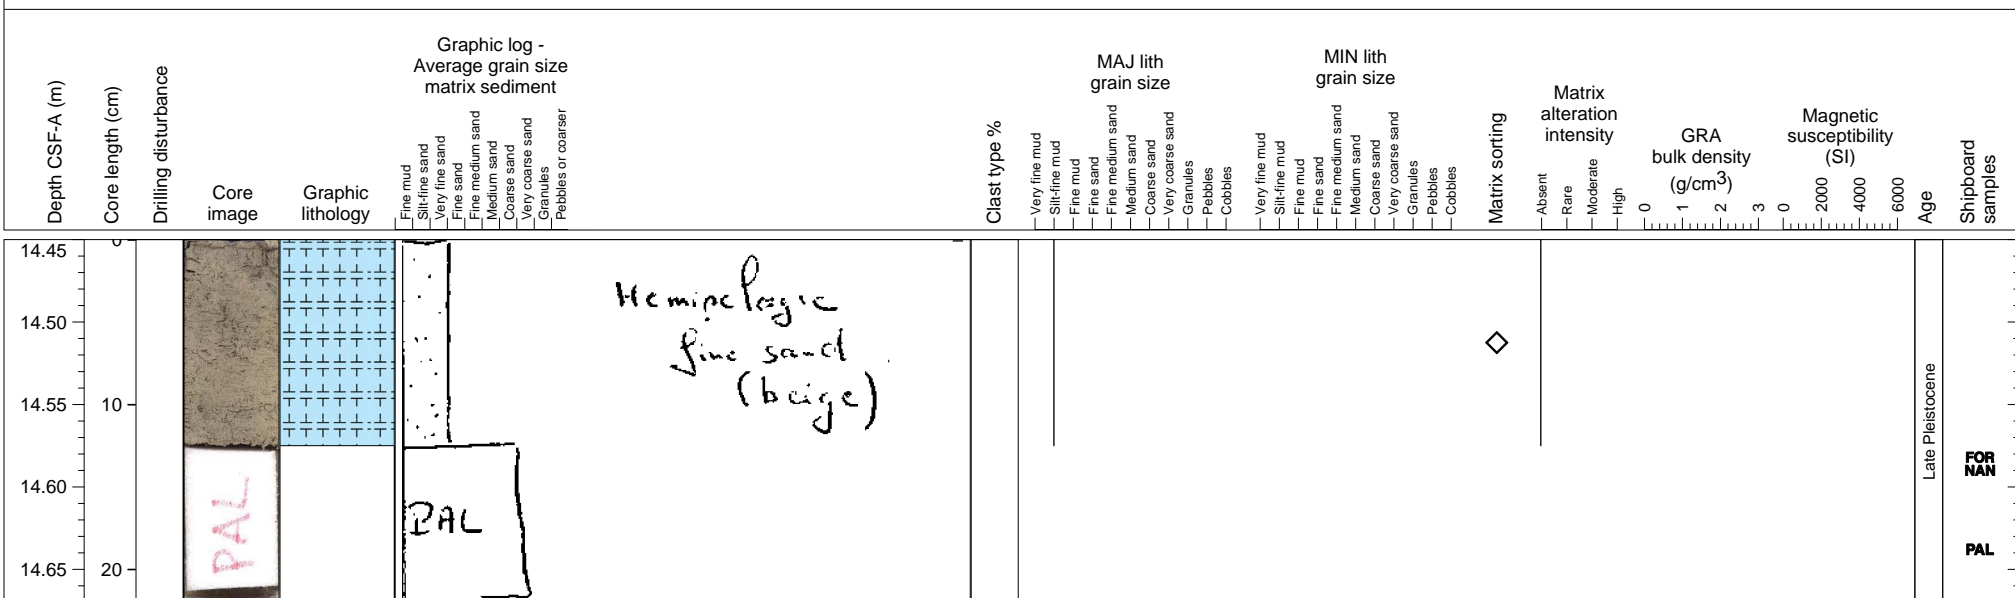 Depth CSF-A (m)
Core length (cm)
Drilling disturbance
Core
image
Graphic
lithology
Graphic log -
Average grain size
matrix sediment
Fine mud
Silt-fine sand
Very fine sand
Fine sand
Fine medium sand
Medium sand
Coarse sand
Very coarse sand
Granules
Pebbles or coarser
Clast type %
MAJ lith
grain size
Very fine mud
Silt-fine mud
Fine mud
Fine sand
Fine medium sand
Medium sand
Coarse sand
Very coarse sand
Granules
Pebbles
Cobbles
MIN lith
grain size
Very fine mud
Silt-fine mud
Fine mud
Fine sand
Fine medium sand
Medium sand
Coarse sand
Very coarse sand
Granules
Pebbles
Cobbles
Matrix sorting
Matrix
alteration
intensity
Absent
Rare
Moderate
High
GRA
bulk density
(g/cm3)
0 1 2 3
Magnetic
susceptibility
(SI)
0 2000 4000 6000
Age
Shipboard
samples
14.45
14.50
14.55
14.60
14.65
0
10
20
PAL
PAL
Hemipelagic
fine sand
(beige)
Late Pleistocene
FOR
NAN
PAL